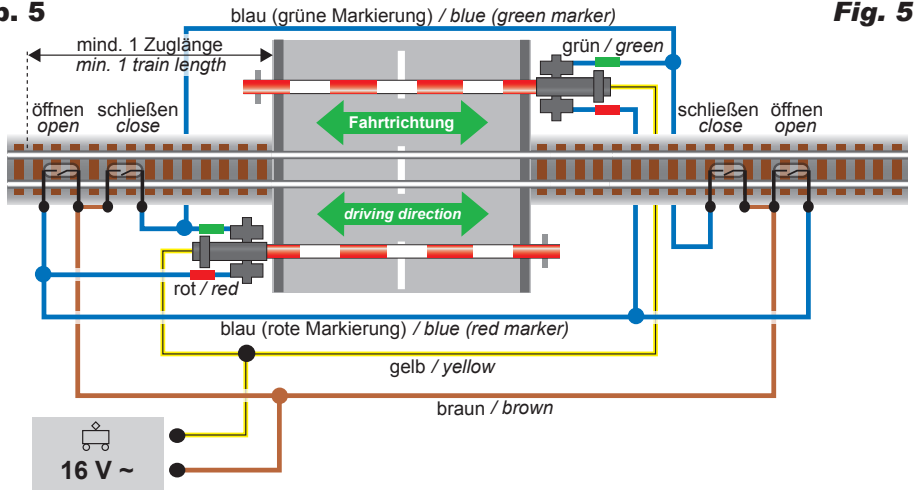 b. 5
Fig. 5
blau (grüne Markierung) / blue (green marker)
mind. 1 Zuglänge
min. 1 train length
grün / green
öffnen
open
schließen
close
schließen
close
öffnen
open
Fahrtrichtung
driving direction
rot / red
blau (rote Markierung) / blue (red marker)
gelb / yellow
braun / brown
16 V ~